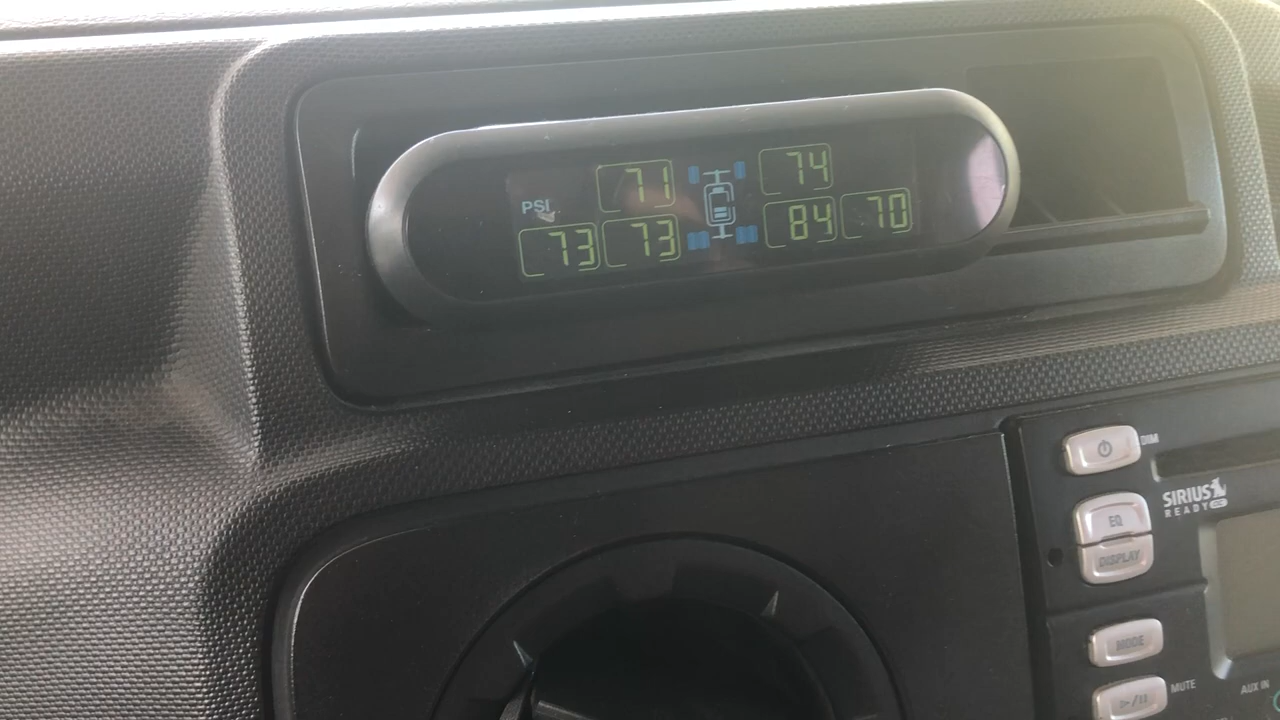 71 74
PSI
73 73 84 70
DIM
SIRIUS
READY
EQ
DISPLAY
MODE
MUTE
AUX IN